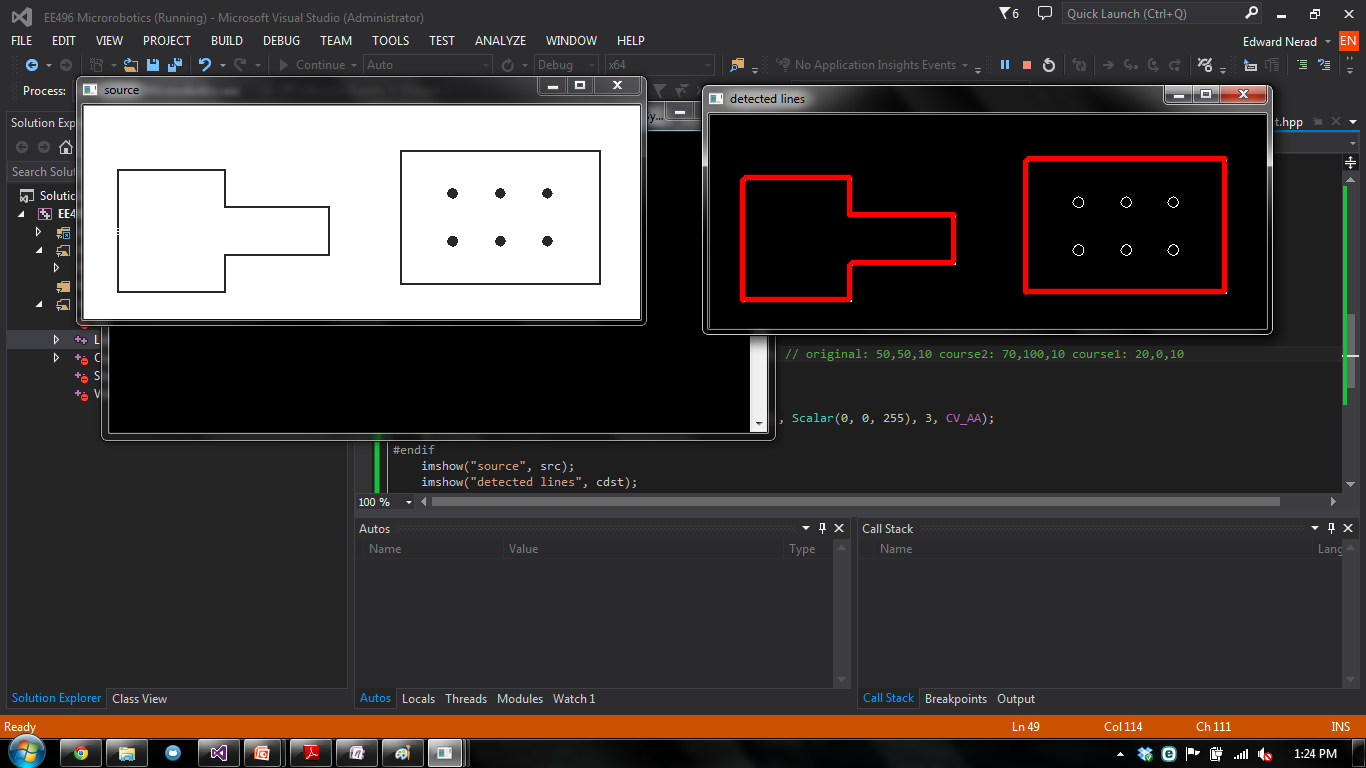 EE496 Microrobotics (Running) - Microsoft Visual Studio (Administrator)
6
Quick Launch (Ctrl+Q)
FILE EDIT VIEW PROJECT BUILD DEBUG TEAM TOOLS TEST ANALYZE WINDOW HELP
Edward Nerad EN
Continue Auto Debug x64 No Application Insights Events
Process:
source
detected lines
Solution Exp
t.hpp
Search Solut
Solutio
EE4
L
C
S
V
// original: 50,50,10 course2: 70,100,10 course1: 20,0,10
, Scalar(0, 0, 255), 3, CV_AA);
#endif
imshow("source", src);
imshow("detected lines", cdst);
100 %
Autos
Name Value Type
Call Stack
Name Lang
Solution Explorer Class View
Autos Locals Threads Modules Watch 1
Call Stack Breakpoints Output
Ready Ln 49 Col 114 Ch 111 INS
1:24 PM